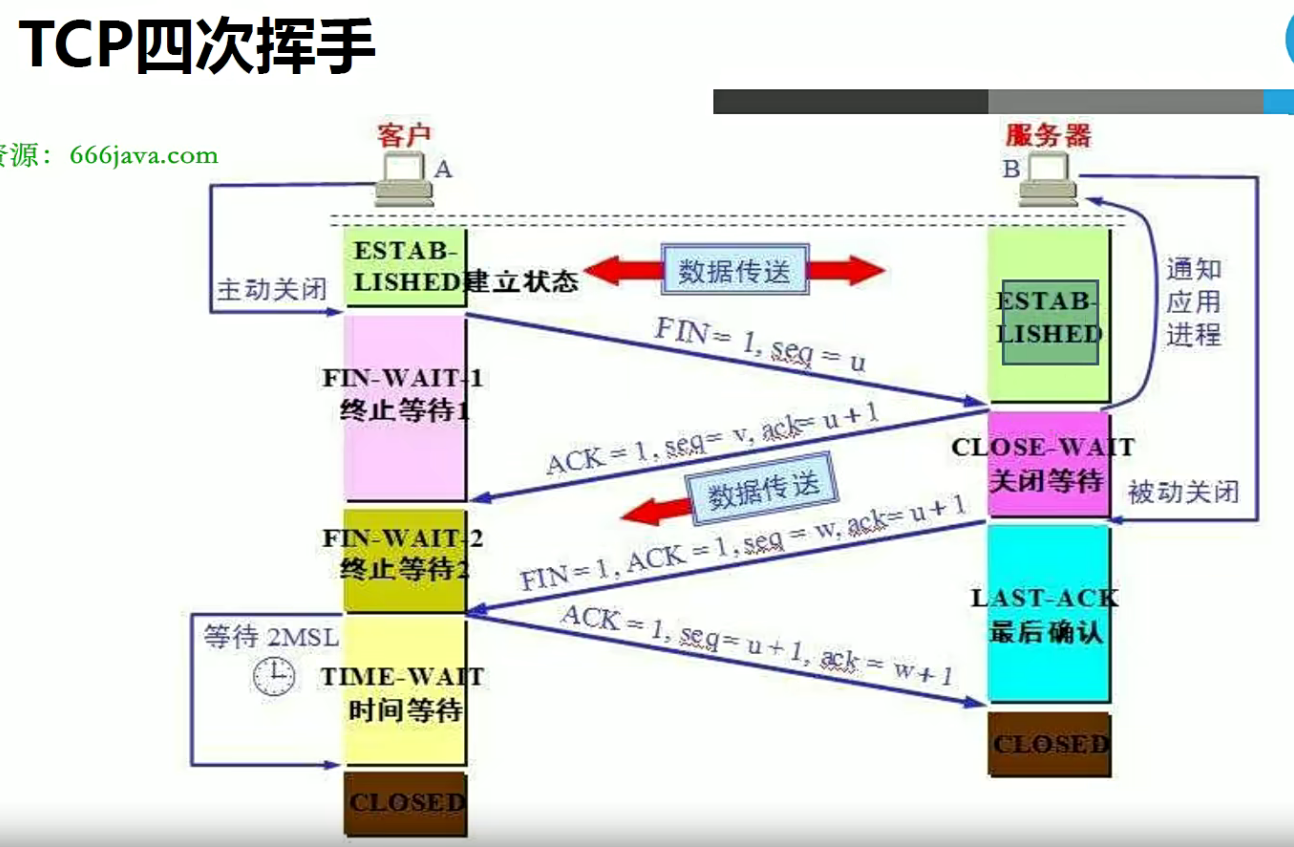 TCP四次挥手
资源：666java.com
客户
A
服务器
B
ESTAB-
LISHED建立状态
数据传送
ESTAB-
LISHED
通知
应用
进程
主动关闭
FIN = 1, seq = u
FIN-WAIT-1
终止等待1
ACK = 1, seq= v, ack= u + 1
CLOSE-WAIT
关闭等待
被动关闭
数据传送
FIN-WAIT-2
终止等待2
FIN = 1, ACK = 1, seq = w, ack= u + 1
LAST-ACK
最后确认
等待 2MSL
ACK = 1, seq= u + 1, ack = w + 1
TIME-WAIT
时间等待
CLOSED
CLOSED